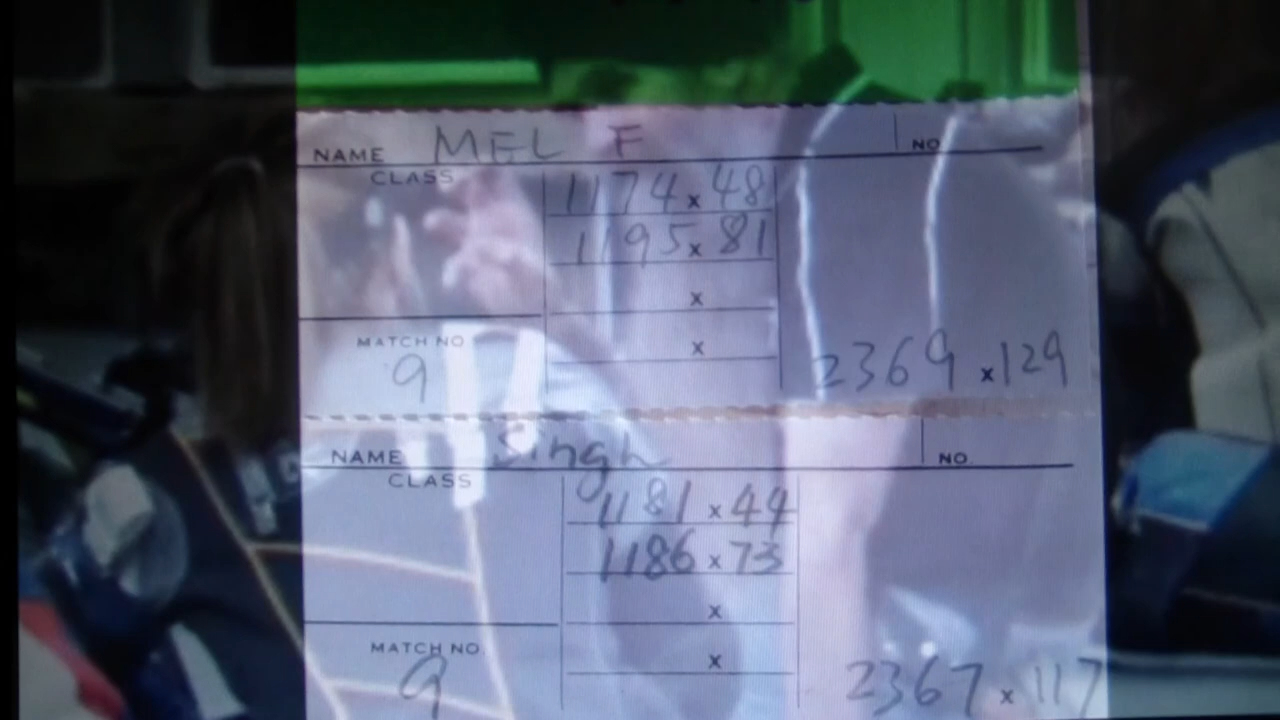 NAME MEL F NO
CLASS 1174 x 48
1195 x 81
x
MATCH NO x
9 2369 x 129
NAME Singh NO.
CLASS
1181 x 44
1186 x 73
x
MATCH NO. x
9 2367 x 117